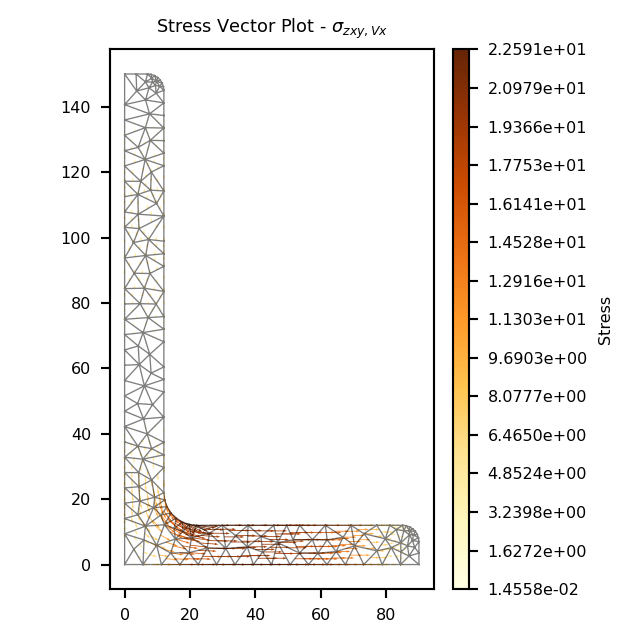 Stress Vector Plot - σzxy, Vx
140
120
100
80
60
40
20
0
0 20 40 60 80
2.2591e+01
2.0979e+01
1.9366e+01
1.7753e+01
1.6141e+01
1.4528e+01
1.2916e+01
1.1303e+01
9.6903e+00
8.0777e+00
6.4650e+00
4.8524e+00
3.2398e+00
1.6272e+00
1.4558e-02
Stress